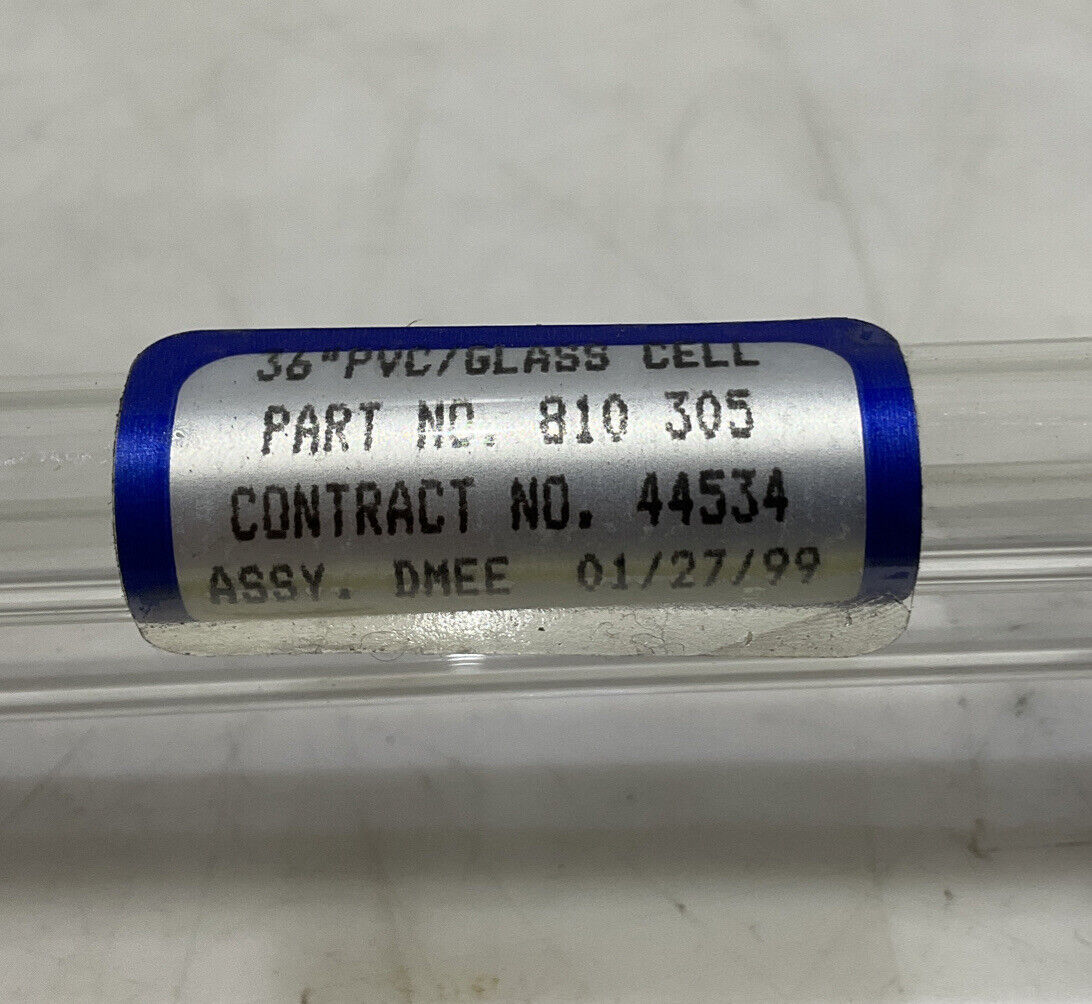 36"PVC/GLASS CELL
PART NO. 810 305
CONTRACT NO. 44534
ASSY. DMEE 01/27/99